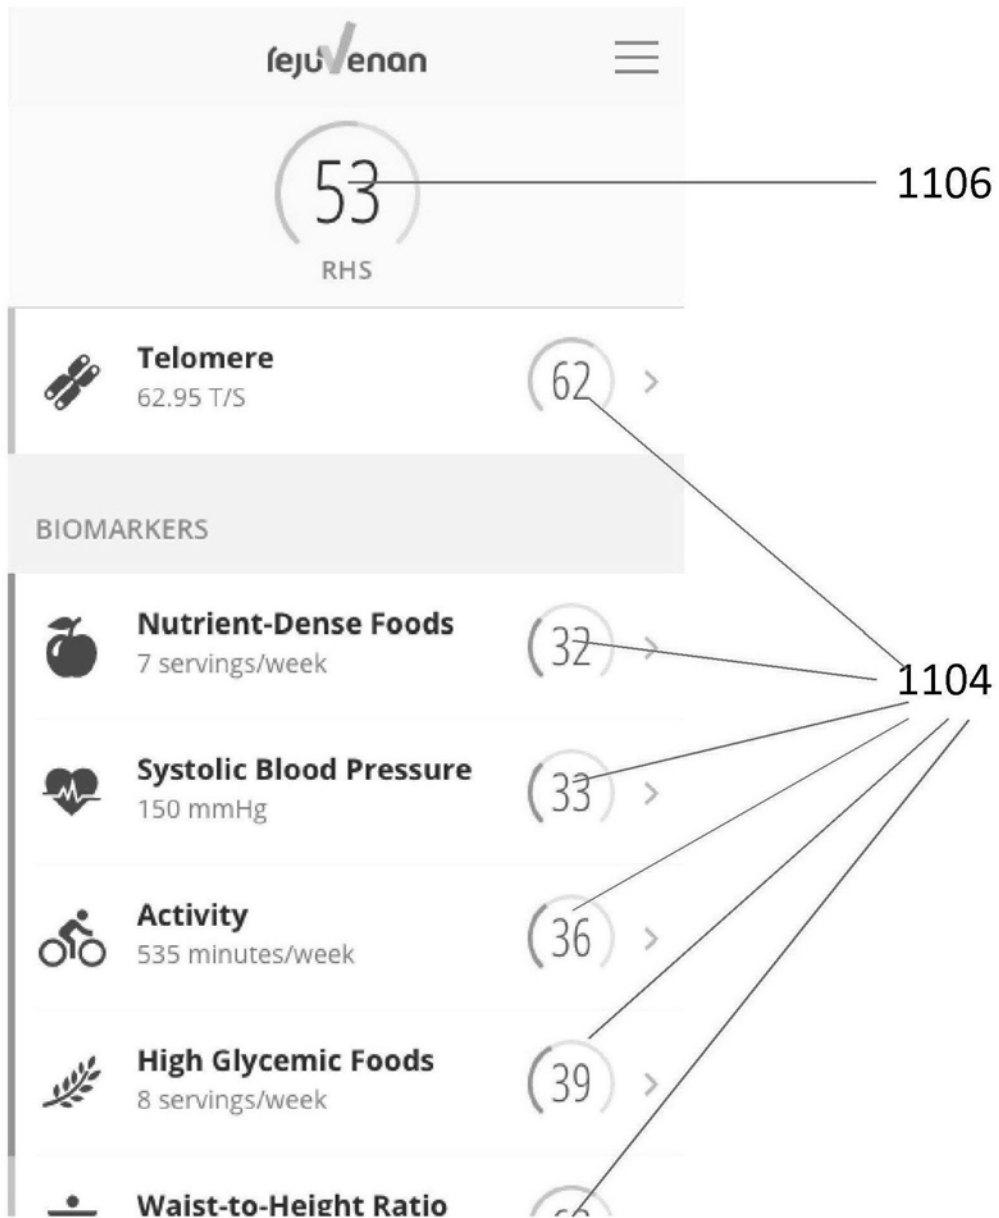 rejuvenan
53
1106
RHS
Telomere
62.95 T/S
62
BIOMARKERS
Nutrient-Dense Foods
7 servings/week
32
1104
Systolic Blood Pressure
150 mmHg
33
Activity
535 minutes/week
36
High Glycemic Foods
8 servings/week
39
Waist-to-Height Ratio